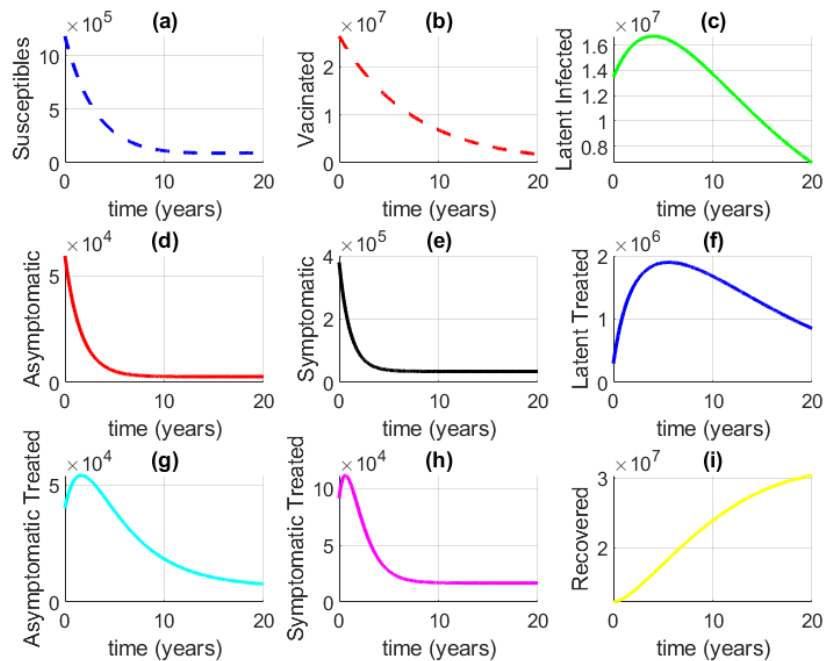 (a)
×10^5
Susceptibles
10
5
0
0 10 20
time (years)
(b)
×10^7
Vacinated
2
1
0
0 10 20
time (years)
(c)
×10^7
Latent Infected
1.6
1.4
1.2
1
0.8
0 10 20
time (years)
(d)
×10^4
Asymptomatic
5
0
0 10 20
time (years)
(e)
×10^5
Symptomatic
4
2
0
0 10 20
time (years)
(f)
×10^6
Latent Treated
2
1
0
0 10 20
time (years)
(g)
×10^4
Asymptomatic Treated
5
0
0 10 20
time (years)
(h)
×10^4
Symptomatic Treated
10
5
0
0 10 20
time (years)
(i)
×10^7
Recovered
3
2
0 10 20
time (years)